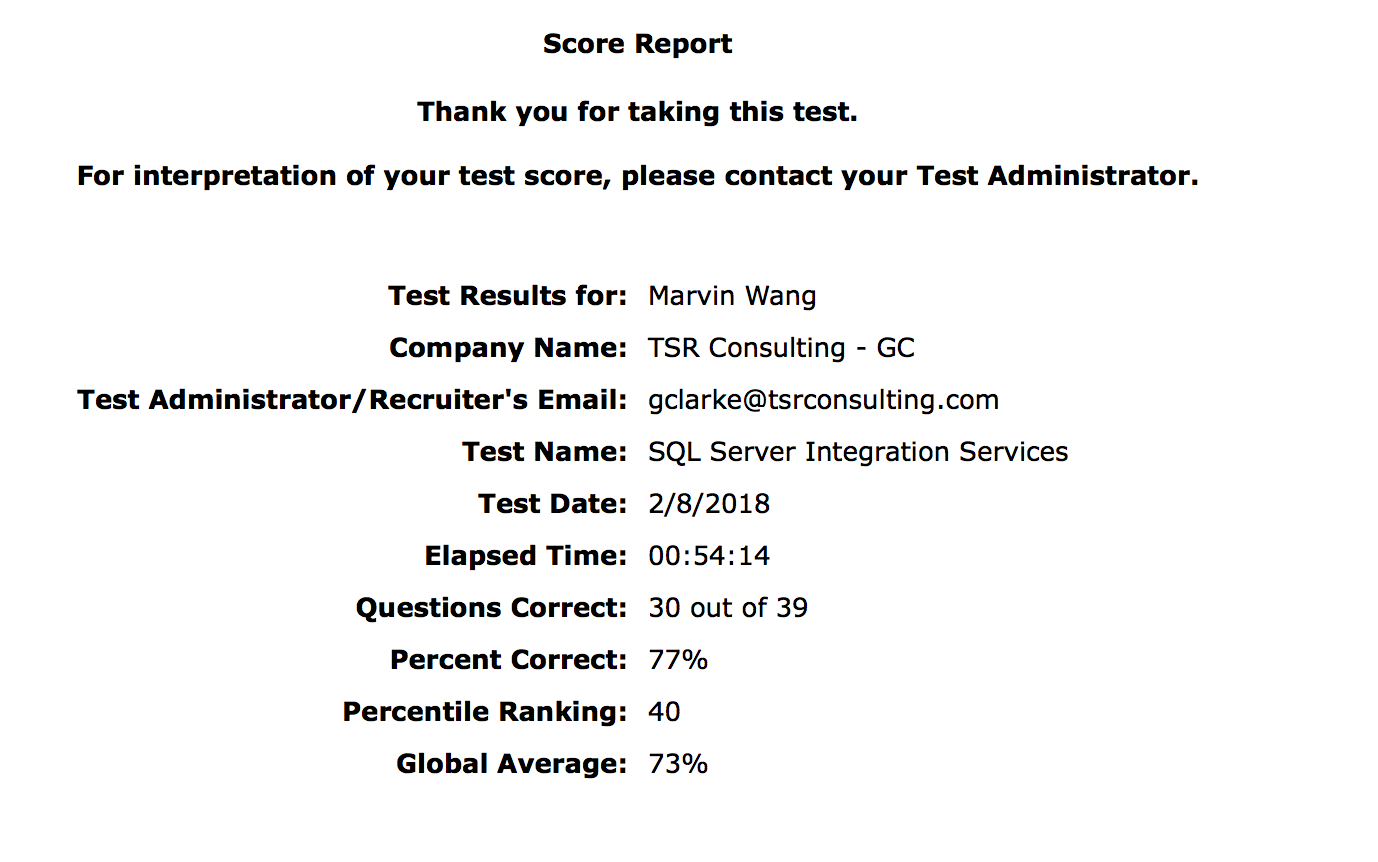 Score Report
Thank you for taking this test.
For interpretation of your test score, please contact your Test Administrator.
Test Results for: Marvin Wang
Company Name: TSR Consulting - GC
Test Administrator/Recruiter's Email: gclarke@tsrconsulting.com
Test Name: SQL Server Integration Services
Test Date: 2/8/2018
Elapsed Time: 00:54:14
Questions Correct: 30 out of 39
Percent Correct: 77%
Percentile Ranking: 40
Global Average: 73%